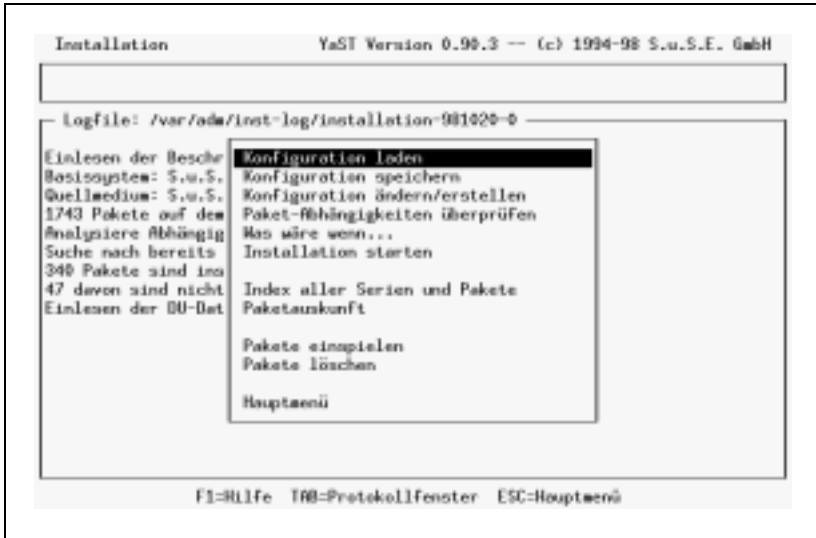 Installation YaST Version 0.90.3 -- (c) 1994-98 S.u.S.E. GmbH
Logfile: /var/adm/inst-log/installation-981020-0
Einlesen der Beschr
Basissystem: S.u.S.
Quellmedium: S.u.S.
1743 Pakete auf dem
Analysiere Abhängig
Suche nach bereits
340 Pakete sind ins
47 davon sind nicht
Einlesen der DU-Dat
Konfiguration laden
Konfiguration speichern
Konfiguration ändern/erstellen
Paket-Abhängigkeiten überprüfen
Was wäre wenn...
Installation starten
Index aller Serien und Pakete
Paketauskunft
Pakete einspielen
Pakete löschen
Hauptmenü
F1=Hilfe TAB=Protokollfenster ESC=Hauptmenü